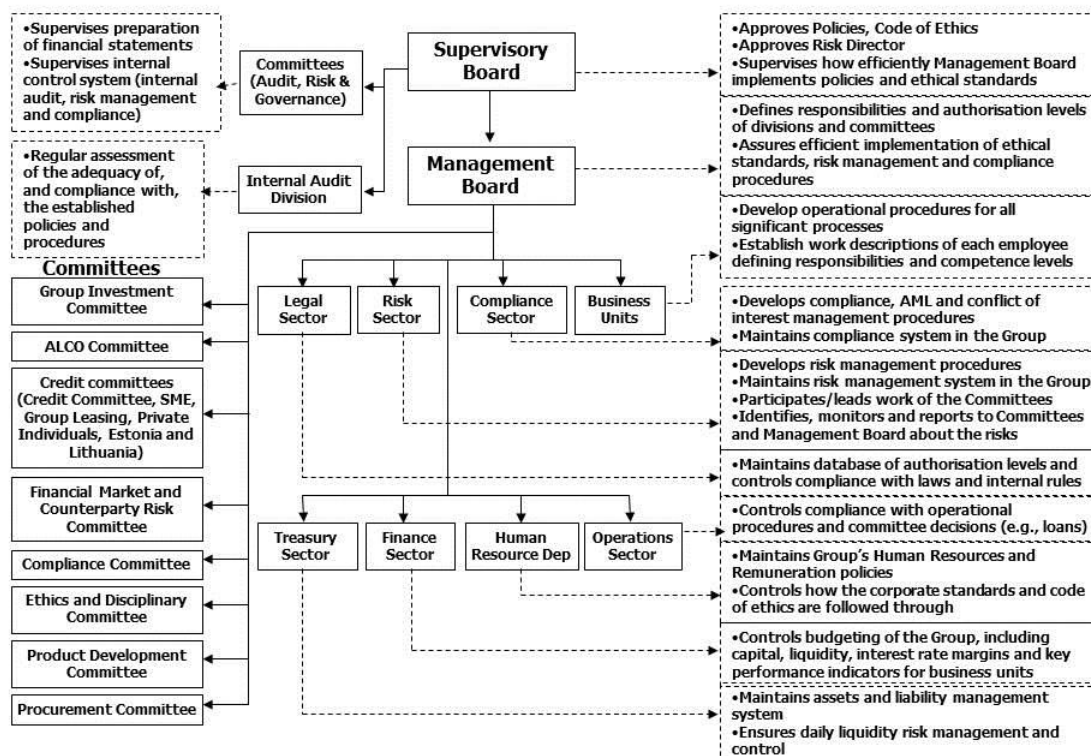 •Supervises preparation
of financial statements
•Supervises internal
control system (internal
audit, risk management
and compliance)
Committees
(Audit, Risk &
Governance)
Supervisory
Board
•Approves Policies, Code of Ethics
•Approves Risk Director
•Supervises how efficiently Management Board
implements policies and ethical standards
•Regular assessment
of the adequacy of,
and compliance with,
the established
policies and
procedures
Internal Audit
Division
Management
Board
•Defines responsibilities and authorisation levels
of divisions and committees
•Assures efficient implementation of ethical
standards, risk management and compliance
procedures
•Develop operational procedures for all
significant processes
•Establish work descriptions of each employee
defining responsibilities and competence levels
Committees
Group Investment
Committee
ALCO Committee
Credit committees
(Credit Committee, SME,
Group Leasing, Private
Individuals, Estonia and
Lithuania)
Financial Market and
Counterparty Risk
Committee
Compliance Committee
Ethics and Disciplinary
Committee
Product Development
Committee
Procurement Committee
Legal
Sector
Risk
Sector
Compliance
Sector
Business
Units
•Develops compliance, AML and conflict of
interest management procedures
•Maintains compliance system in the Group
•Develops risk management procedures
•Maintains risk management system in the Group
•Participates/leads work of the Committees
•Identifies, monitors and reports to Committees
and Management Board about the risks
•Maintains database of authorisation levels and
controls compliance with laws and internal rules
Treasury
Sector
Finance
Sector
Human
Resource Dep
Operations
Sector
•Controls compliance with operational
procedures and committee decisions (e.g., loans)
•Maintains Group's Human Resources and
Remuneration policies
•Controls how the corporate standards and code
of ethics are followed through
•Controls budgeting of the Group, including
capital, liquidity, interest rate margins and key
performance indicators for business units
•Maintains assets and liability management
system
•Ensures daily liquidity risk management and
control